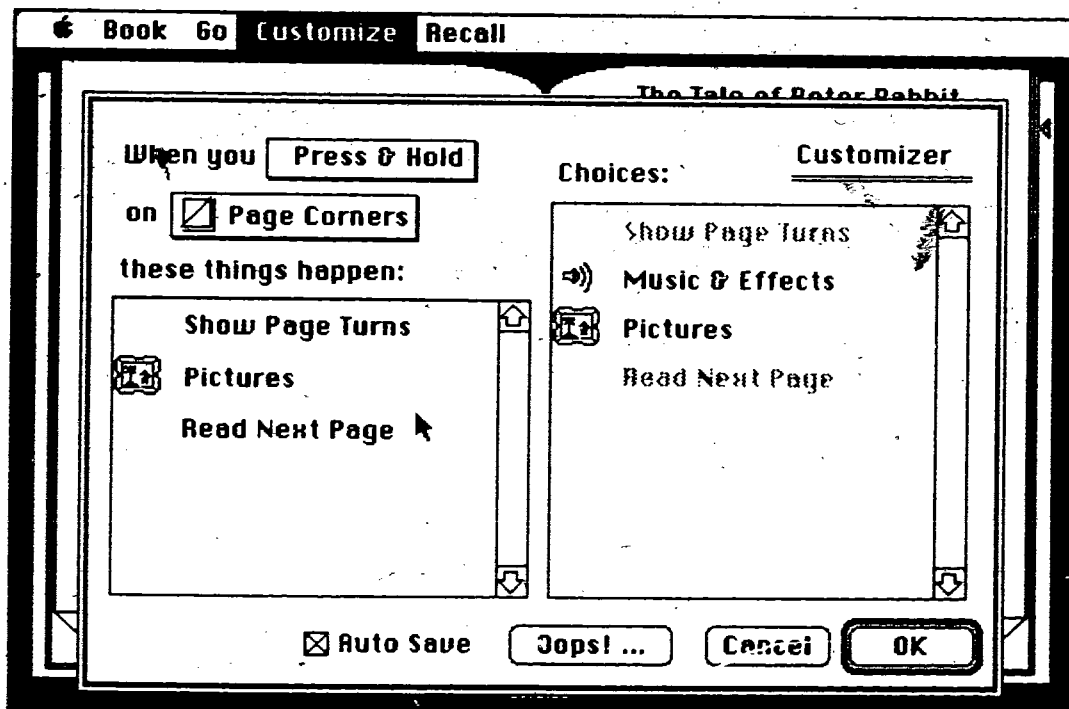 Book Go Customize Recall
The Tale of Peter Rabbit
When you Press & Hold
on Page Corners
these things happen:
Show Page Turns
Pictures
Read Next Page
Customizer
Choices:
Show Page Turns
Music & Effects
Pictures
Read Next Page
Auto Save
Oops! ...
Cancel
OK